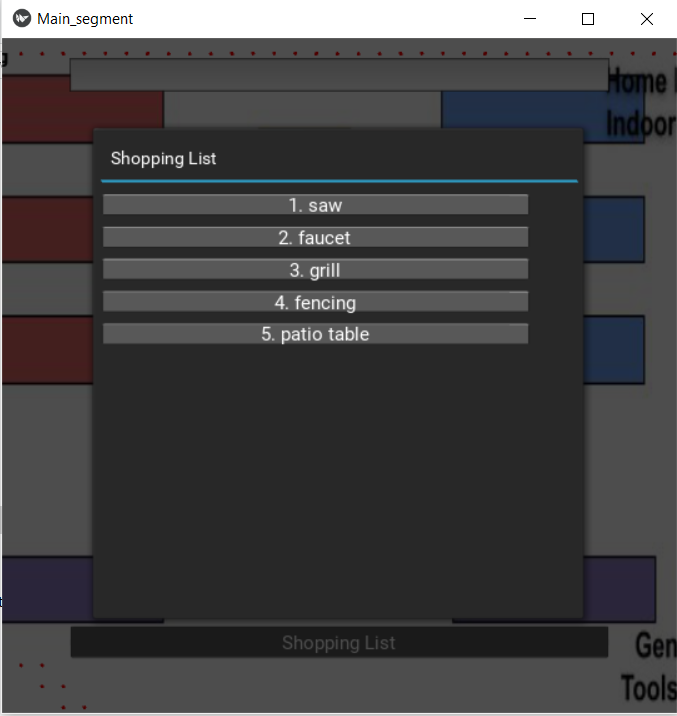 Main_segment
Home
Indoor
Shopping List
1. saw
2. faucet
3. grill
4. fencing
5. patio table
Shopping List
Gen
Tools